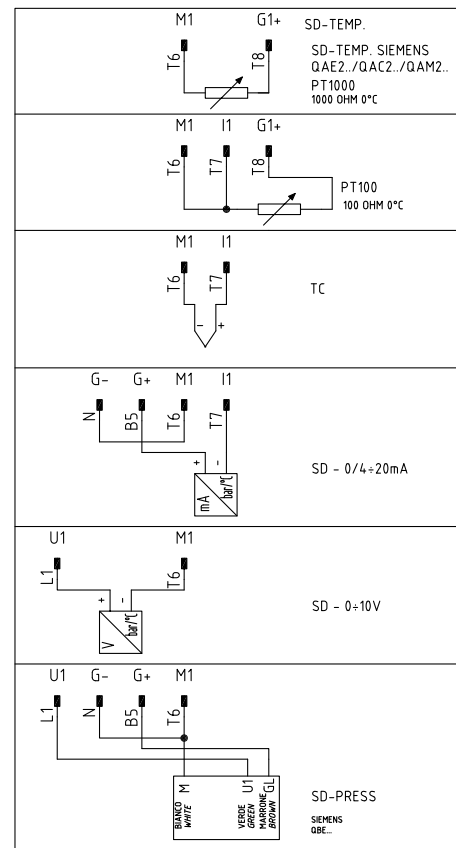 M1 G1+ SD-TEMP.
T6 T8
SD-TEMP. SIEMENS
QAE2../QAC2../QAM2..
PT1000
1000 OHM 0°C
M1 I1 G1+
T6 T7 T8
PT100
100 OHM 0°C
M1 I1
T6 T7
TC
- +
G- G+ M1 I1
N B5 T6 T7
+ -
mA bar/°C
SD - 0/4÷20mA
U1 M1
L1 T6
+ -
V bar/°C
SD - 0÷10V
U1 G- G+ M1
L1 N B5 T6
M U1 GL
BIANCO VERDE MARRONE
WHITE GREEN BROWN
SD-PRESS
SIEMENS
QBE...